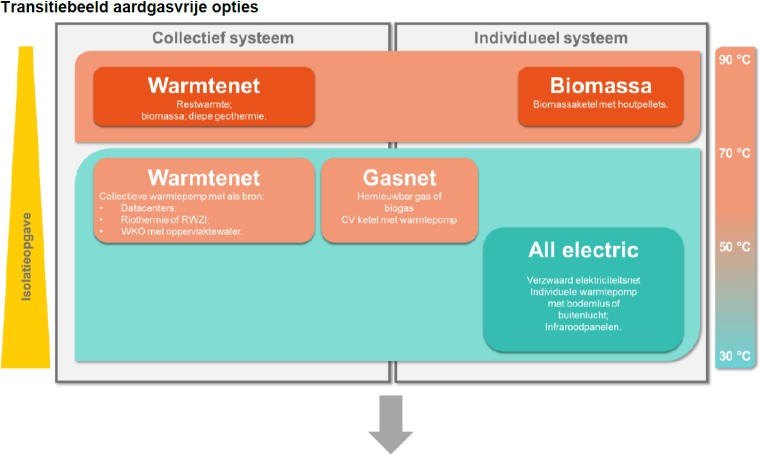 Transitiebeeld aardgasvrije opties
Collectief systeem
Individueel systeem
90 °C
70 °C
50 °C
30 °C
Isolatieopgave
Warmtenet
Restwarmte;
biomassa; diepe geothermie.
Biomassa
Biomassaketel met houtpellets.
Warmtenet
Collectieve warmtepomp met als bron:
• Datacenters;
• Riothermie of RWZI;
• WKO met oppervlaktewater.
Gasnet
Hernieuwbar gas of
biogas
CV ketel met warmtepomp
All electric
Verzwaard elektriciteitsnet
Individuele warmtepomp
met bodemlus of
buitenlucht;
Infraroodpanelen.